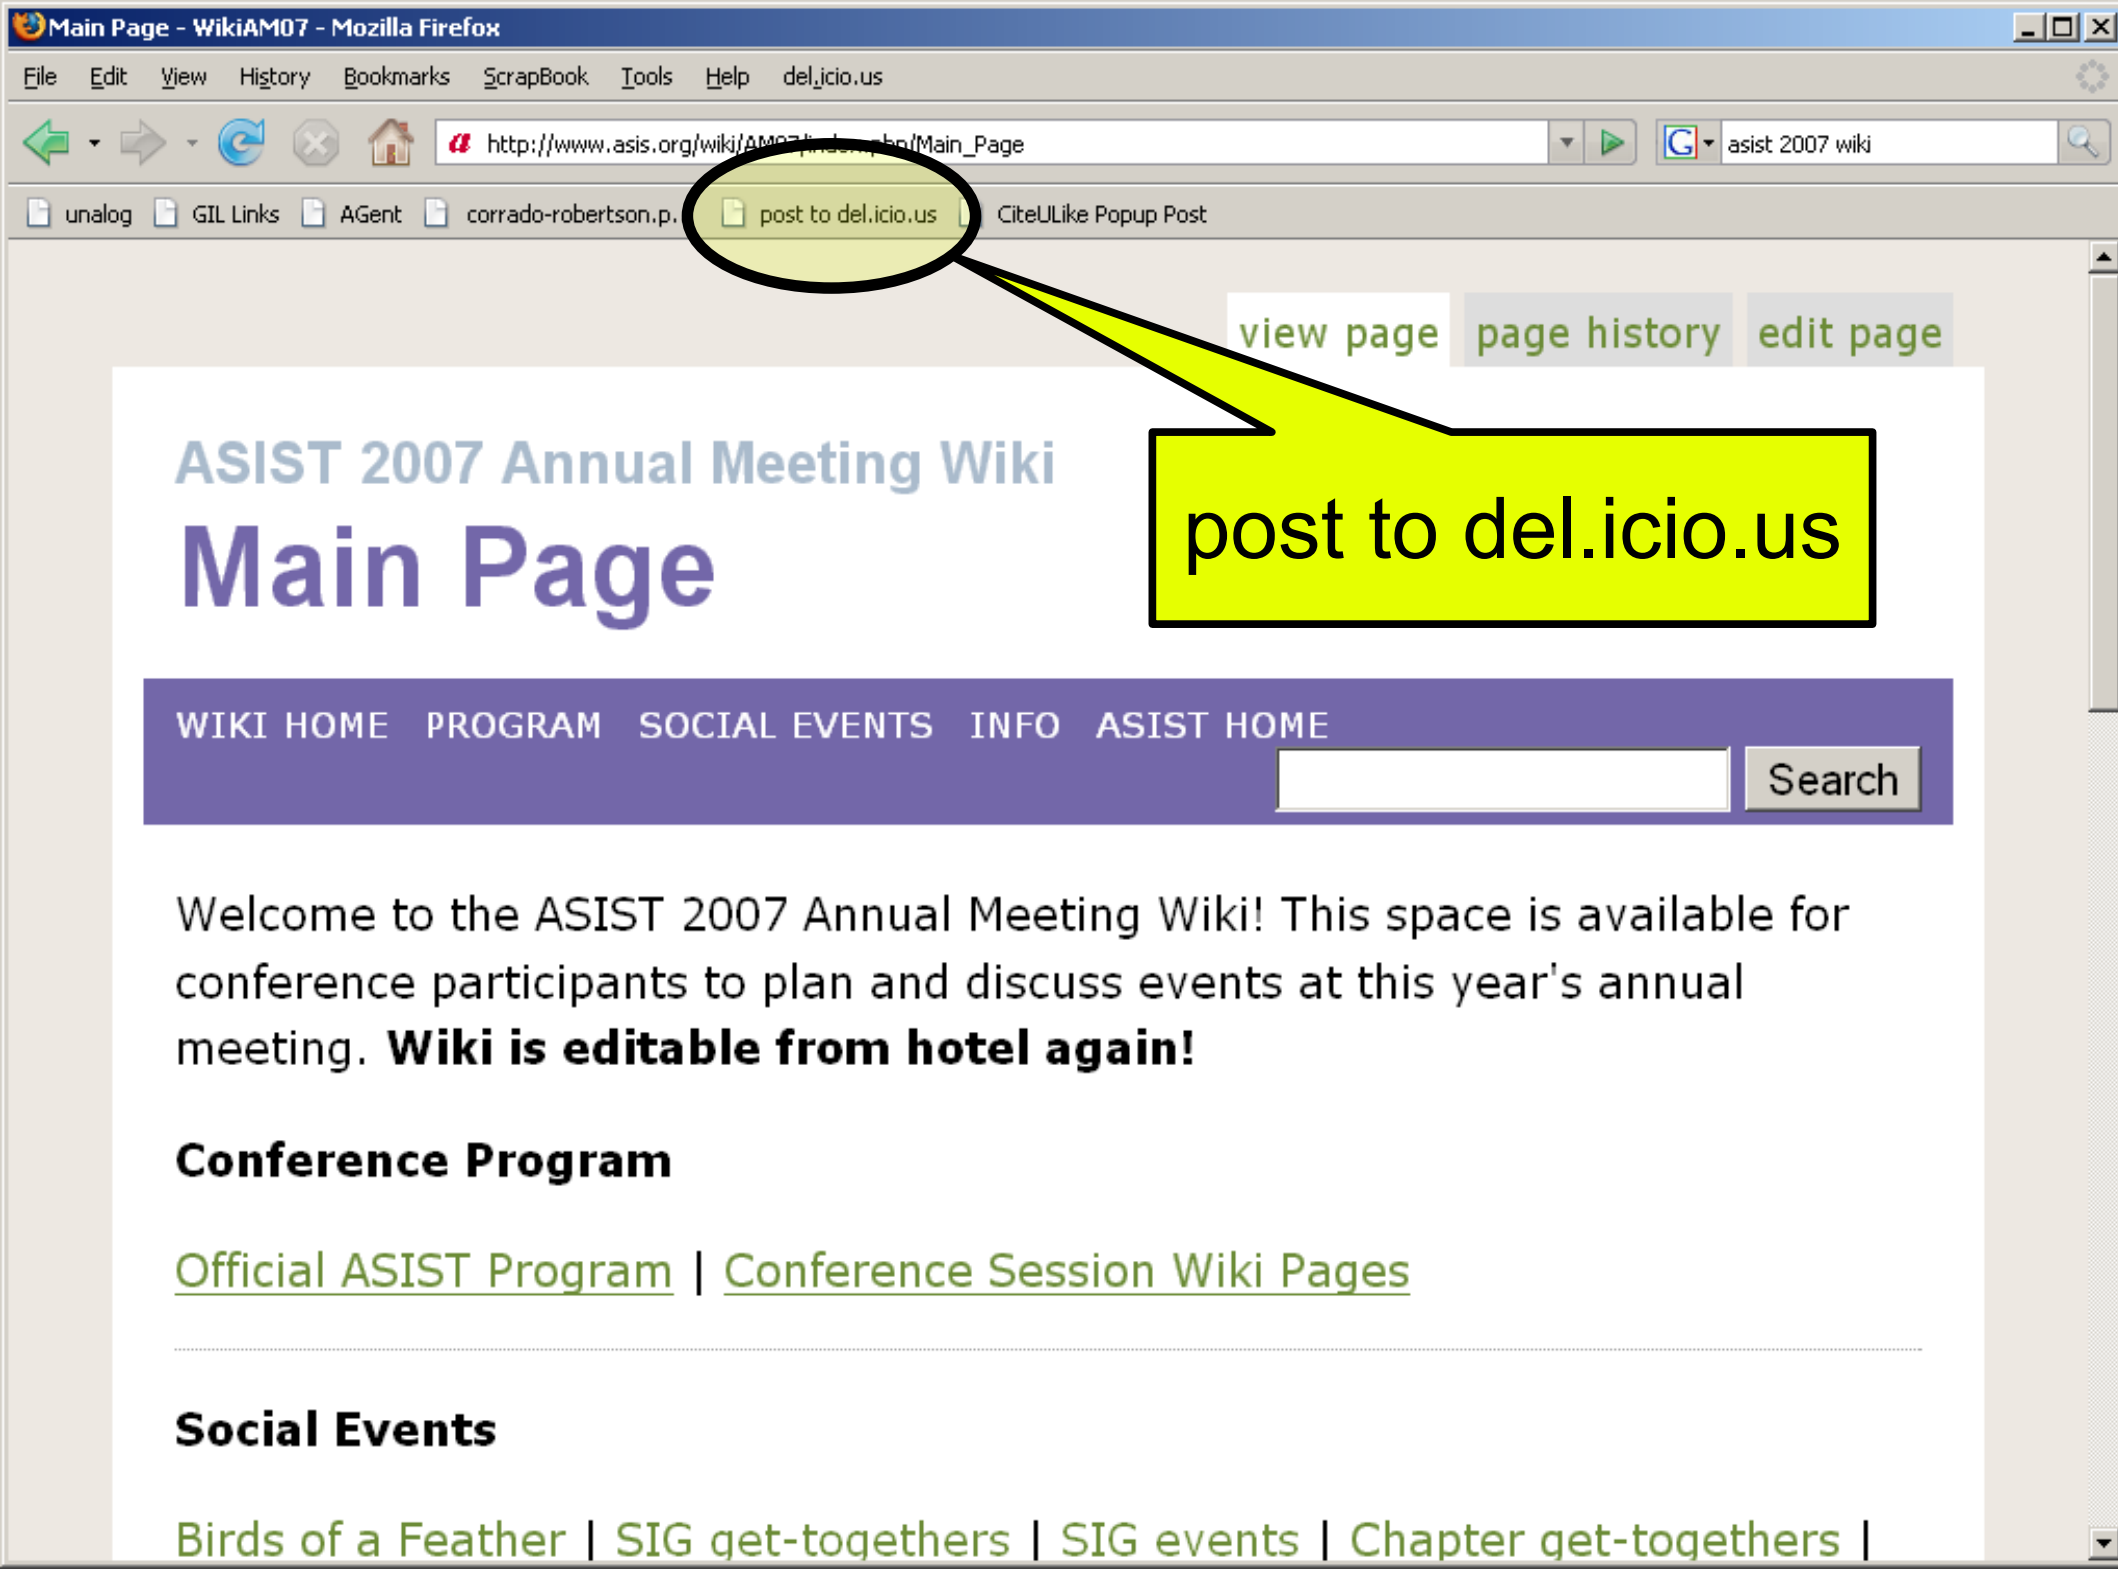 Main Page - WikiAM07 - Mozilla Firefox
File Edit View History Bookmarks ScrapBook Tools Help del.icio.us
http://www.asis.org/wiki/AM07/index.php/Main_Page
asist 2007 wiki
unalog GIL Links AGent corrado-robertson.p. post to del.icio.us CiteULike Popup Post
view page page history edit page
ASIST 2007 Annual Meeting Wiki
post to del.icio.us
Main Page
WIKI HOME PROGRAM SOCIAL EVENTS INFO ASIST HOME
Search
Welcome to the ASIST 2007 Annual Meeting Wiki! This space is available for
conference participants to plan and discuss events at this year's annual
meeting. Wiki is editable from hotel again!
Conference Program
Official ASIST Program | Conference Session Wiki Pages
Social Events
Birds of a Feather | SIG get-togethers | SIG events | Chapter get-togethers |